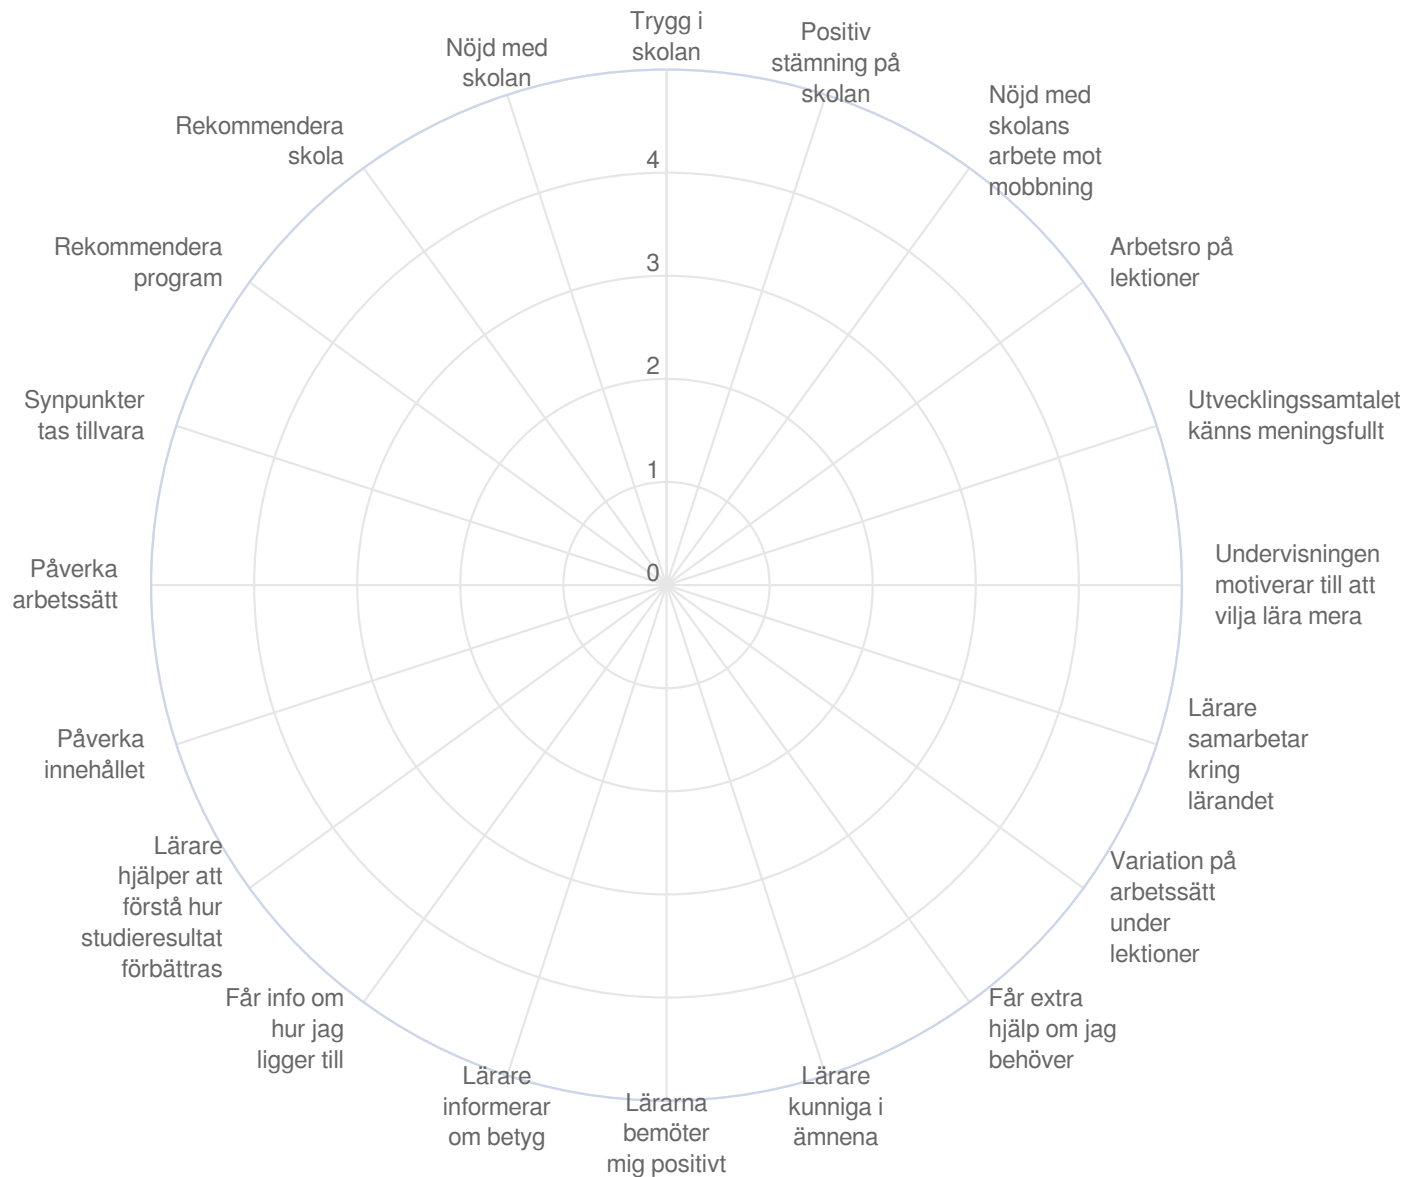 Trygg i
skolan
Positiv
stämning på
skolan
Nöjd med
skolans
arbete mot
mobbning
Arbetsro på
lektioner
Utvecklingssamtalet
känns meningsfullt
Undervisningen
motiverar till att
vilja lära mera
Lärare
samarbetar
kring
lärandet
Variation på
arbetssätt
under
lektioner
Får extra
hjälp om jag
behöver
Lärare
kunniga i
ämnena
Lärarna
bemöter
mig positivt
Lärare
informerar
om betyg
Får info om
hur jag
ligger till
Lärare
hjälper att
förstå hur
studieresultat
förbättras
Påverka
innehållet
Påverka
arbetssätt
Synpunkter
tas tillvara
Rekommendera
program
Rekommendera
skola
Nöjd med
skolan
4
3
2
1
0